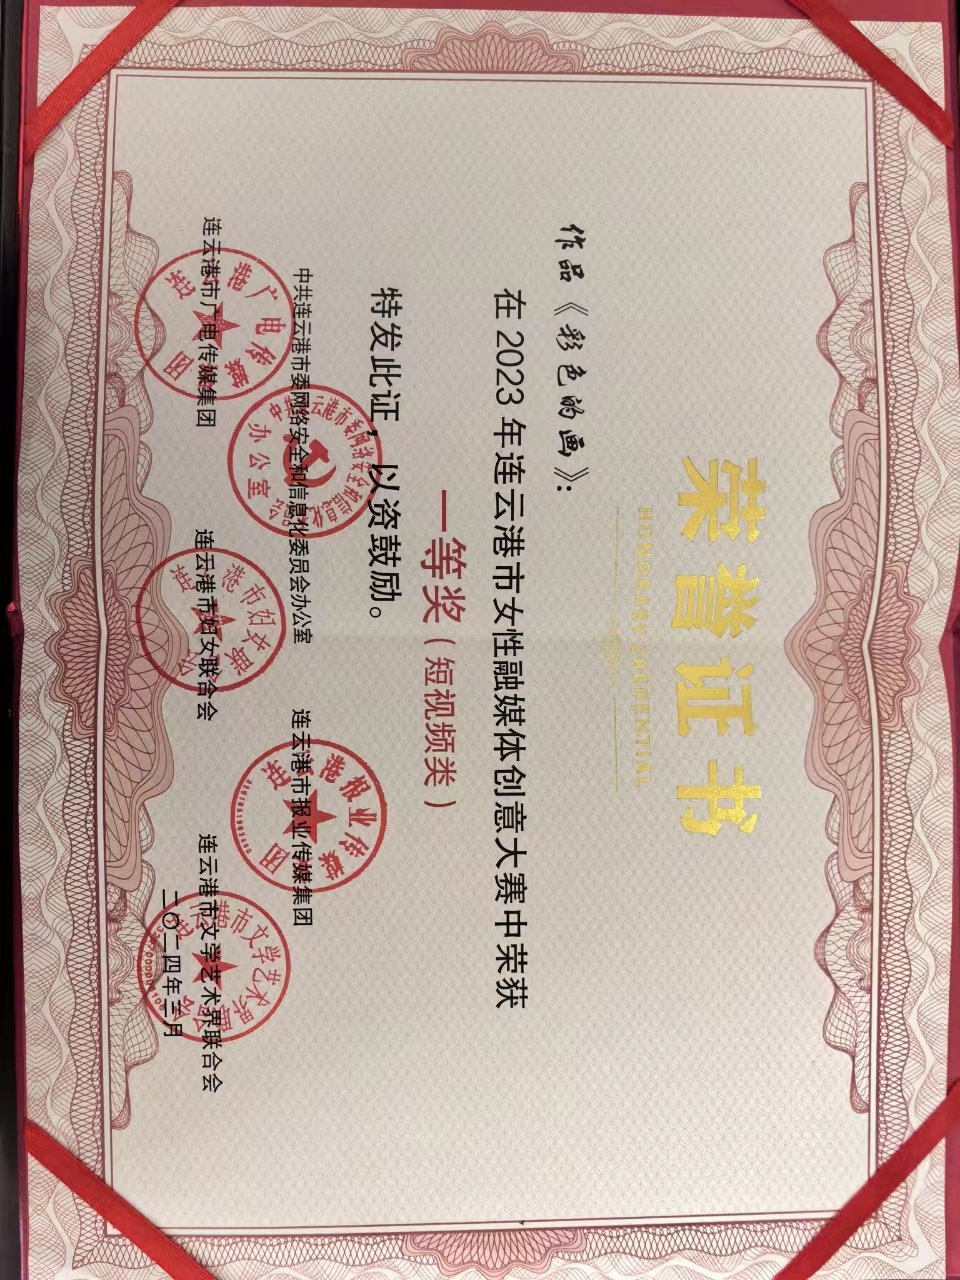 荣誉证书
HONORARY CREDENTIAL
作品《彩色的画》:
在2023年连云港市女性融媒体创意大赛中荣获
一等奖(短视频类)
特发此证，以资鼓励。
中共连云港市委网络安全和信息化委员会办公室 连云港市报业传媒集团
连云港市广电传媒集团 连云港市妇女联合会 连云港市文学艺术界联合会
二〇二四年三月